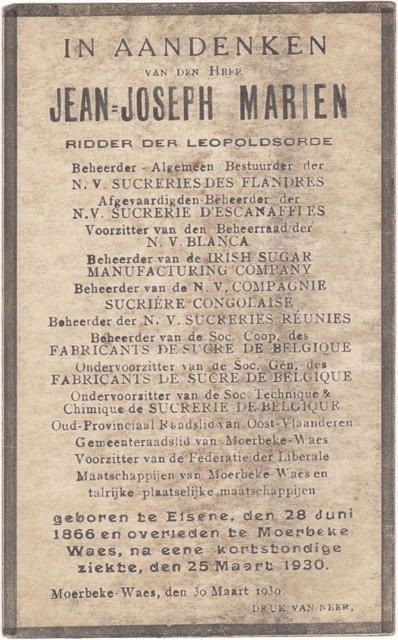 IN AANDENKEN
VAN DEN HEER
JEAN=JOSEPH MARIEN
RIDDER DER LEOPOLDSORDE
Beheerder - Algemeen Bestuurder der
N. V. SUCRERIES DES FLANDRES
Afgevaardigden-Beheerder der
N.V. SUCRERIE D'ESCANAFFLES
Voorzitter van den Beheerraad der
N. V. BLANCA
Beheerder van de IRISH SUGAR
MANUFACTURING COMPANY
Beheerder van de N. V. COMPAGNIE
SUCRIÈRE CONGOLAISE
Beheerder der N. V. SUCRERIES RÉUNIES
Beheerder van de Soc. Coop. des
FABRICANTS DE SUCRE DE BELGIQUE
Ondervoorzitter van de Soc. Gén. des
FABRICANTS DE SUCRE DE BELGIQUE
Ondervoorzitter van de Soc. Technique &
Chimique de SUCRERIE DE BELGIQUE
Oud-Provinciaal Raadslid van Oost-Vlaanderen
Gemeenteraadslid van Moerbeke-Waes
Voorzitter van de Federatie der Liberale
Maatschappijen van Moerbeke-Waes en
talrijke plaatselijke maatschappijen
geboren te Elsene, den 28 Juni
1866 en overleden te Moerbeke
Waes, na eene kortstondige
ziekte, den 25 Maart 1930.
Moerbeke-Waes, den 30 Maart 1930.
DRUK VAN NEER.